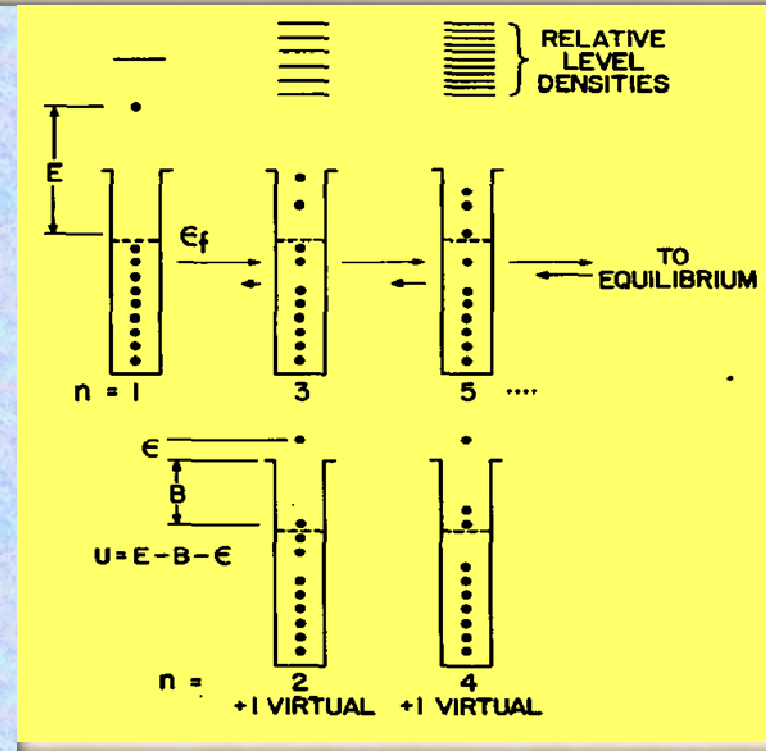 RELATIVE
LEVEL
DENSITIES
E
ϵf
TO
EQUILIBRIUM
n = 1
3
5 ....
ϵ
B
U=E-B-ϵ
n =
2
4
+1 VIRTUAL
+1 VIRTUAL